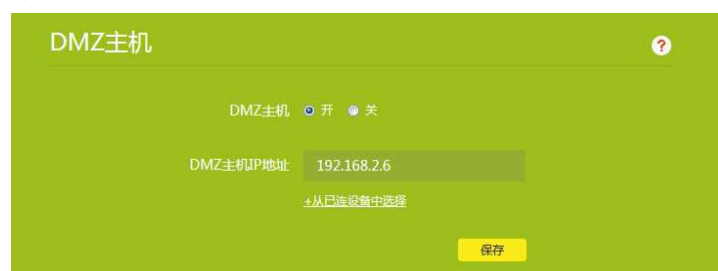 DMZ主机
?
DMZ主机 开 关
DMZ主机IP地址 192.168.2.6
+从已连设备中选择
保存